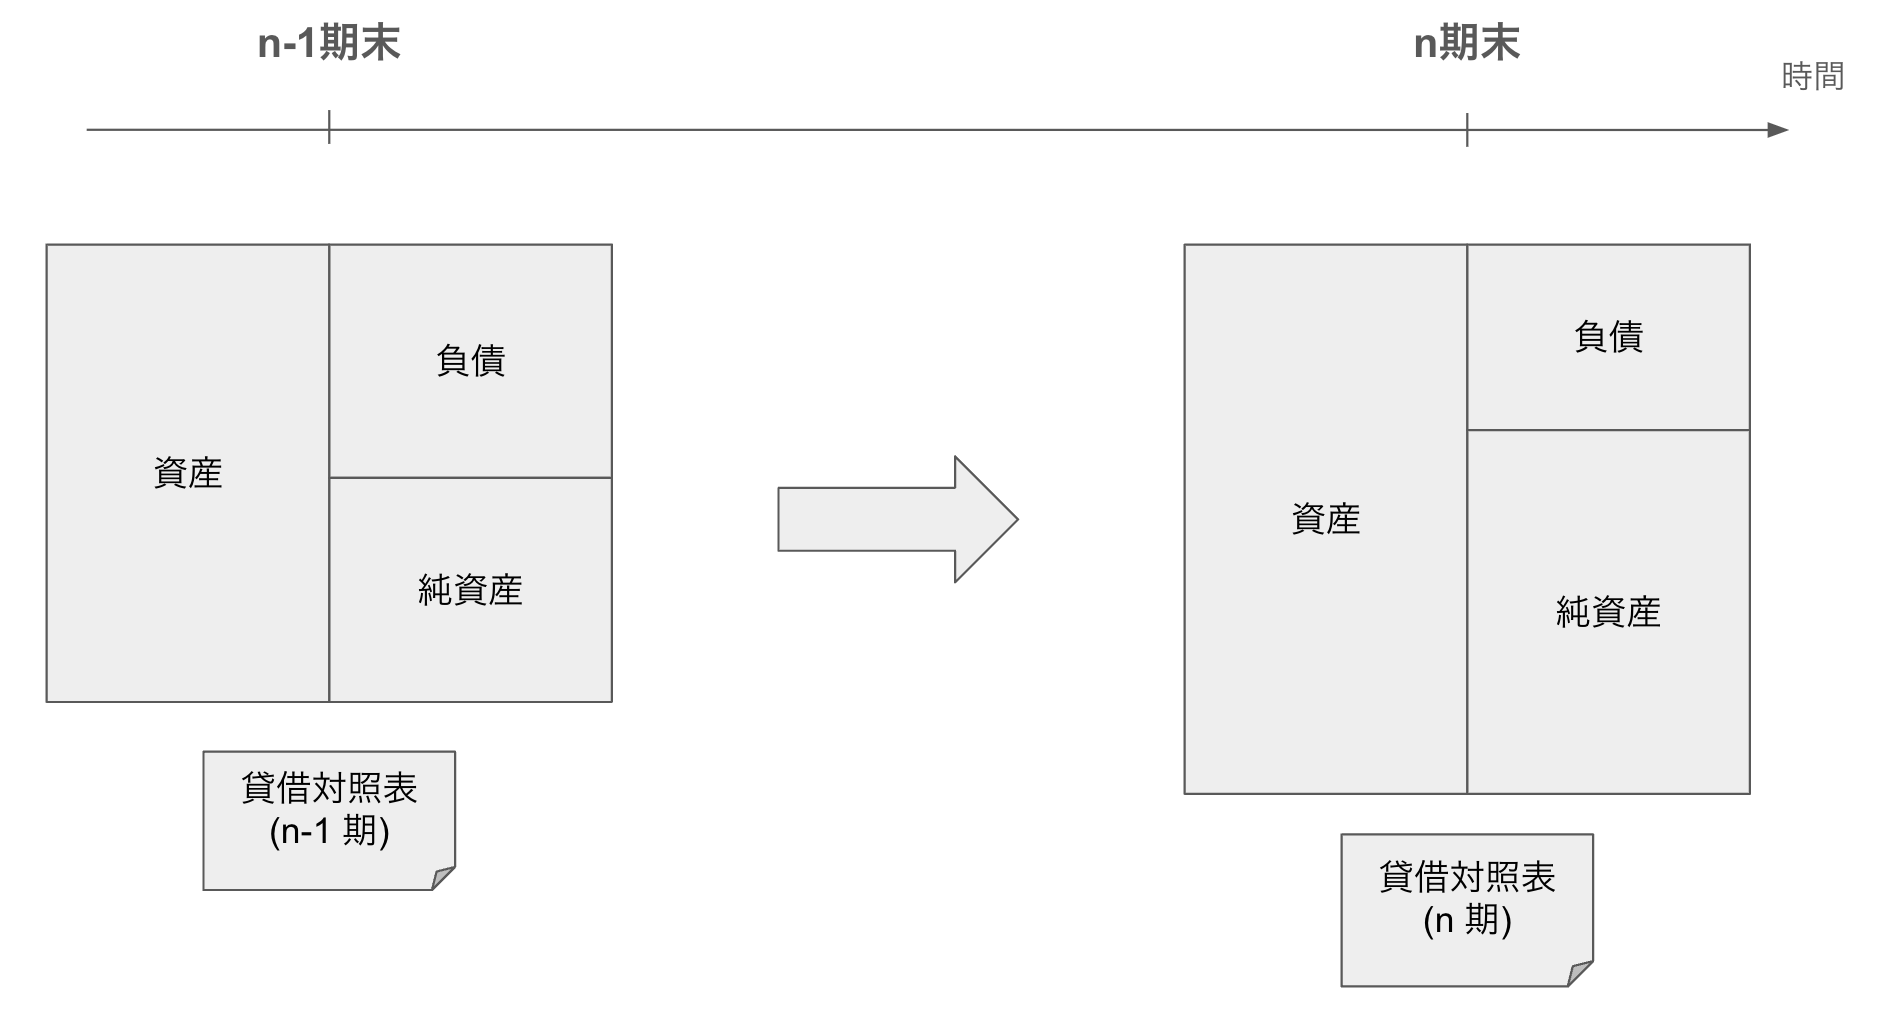 n-1期末
n期末
時間
資産
負債
純資産
貸借対照表
(n-1 期)
資産
負債
純資産
貸借対照表
(n 期)